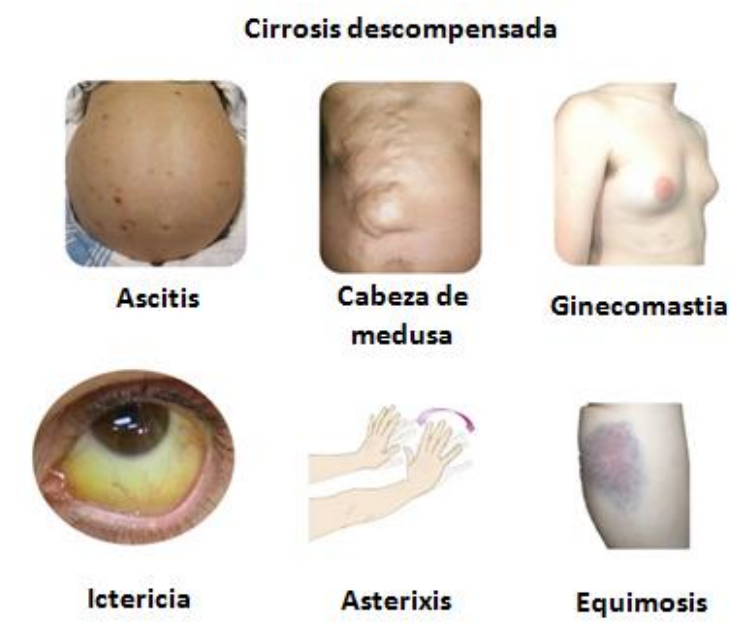 Cirrosis descompensada
Ascitis
Cabeza de
medusa
Ginecomastia
Ictericia
Asterixis
Equimosis